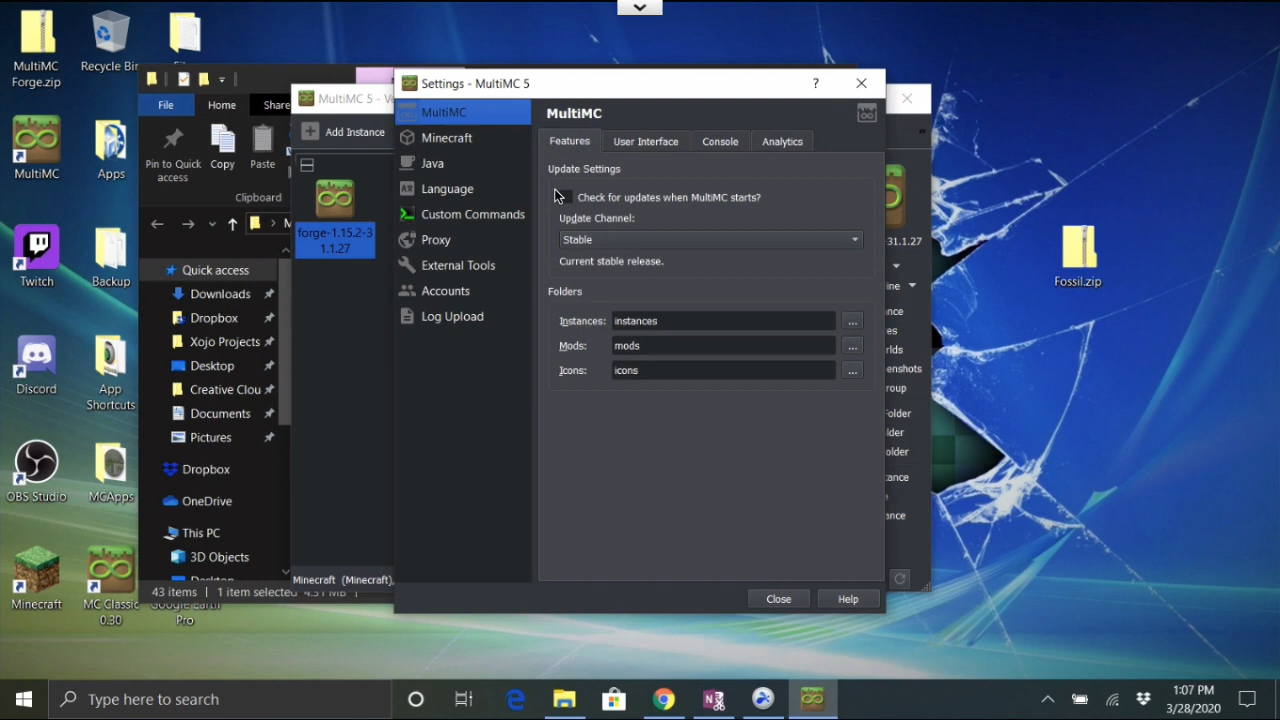 MultiMC
Forge.zip
Recycle Bin
MultiMC
Apps
Twitch
Backup
Discord
App
Shortcuts
OBS Studio
MCApps
Minecraft
MC Classic
0.30
Google Earth
Pro
Fossil.zip
File
Home
Share
Pin to Quick
access
Copy
Paste
Clipboard
Quick access
Downloads
Dropbox
Xojo Projects
Desktop
Creative Clou
Documents
Pictures
Dropbox
OneDrive
This PC
3D Objects
Desktop
43 items
1 item selected 4.51 MB
MultiMC 5 - V
Add Instance
forge-1.15.2-3
1.1.27
Minecraft (Minecraft),
-31.1.27
Settings - MultiMC 5
?
MultiMC
Minecraft
Java
Language
Custom Commands
Proxy
External Tools
Accounts
Log Upload
MultiMC
Features
User Interface
Console
Analytics
Update Settings
Check for updates when MultiMC starts?
Update Channel:
Stable
Current stable release.
Folders
Instances: instances ...
Mods: mods ...
Icons: icons ...
Close
Help
Type here to search
1:07 PM
3/28/2020